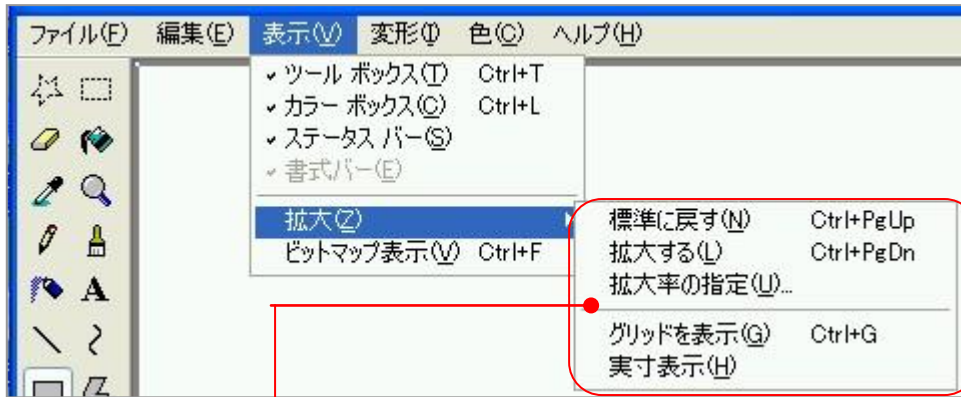 ファイル(F) 編集(E) 表示(V) 変形(I) 色(C) ヘルプ(H)
ツール ボックス(T) Ctrl+T
カラー ボックス(C) Ctrl+L
ステータス バー(S)
書式バー(E)
拡大(Z)
ビットマップ表示(V) Ctrl+F
標準に戻す(N) Ctrl+PgUp
拡大する(L) Ctrl+PgDn
拡大率の指定(U)...
グリッドを表示(G) Ctrl+G
実寸表示(H)
A